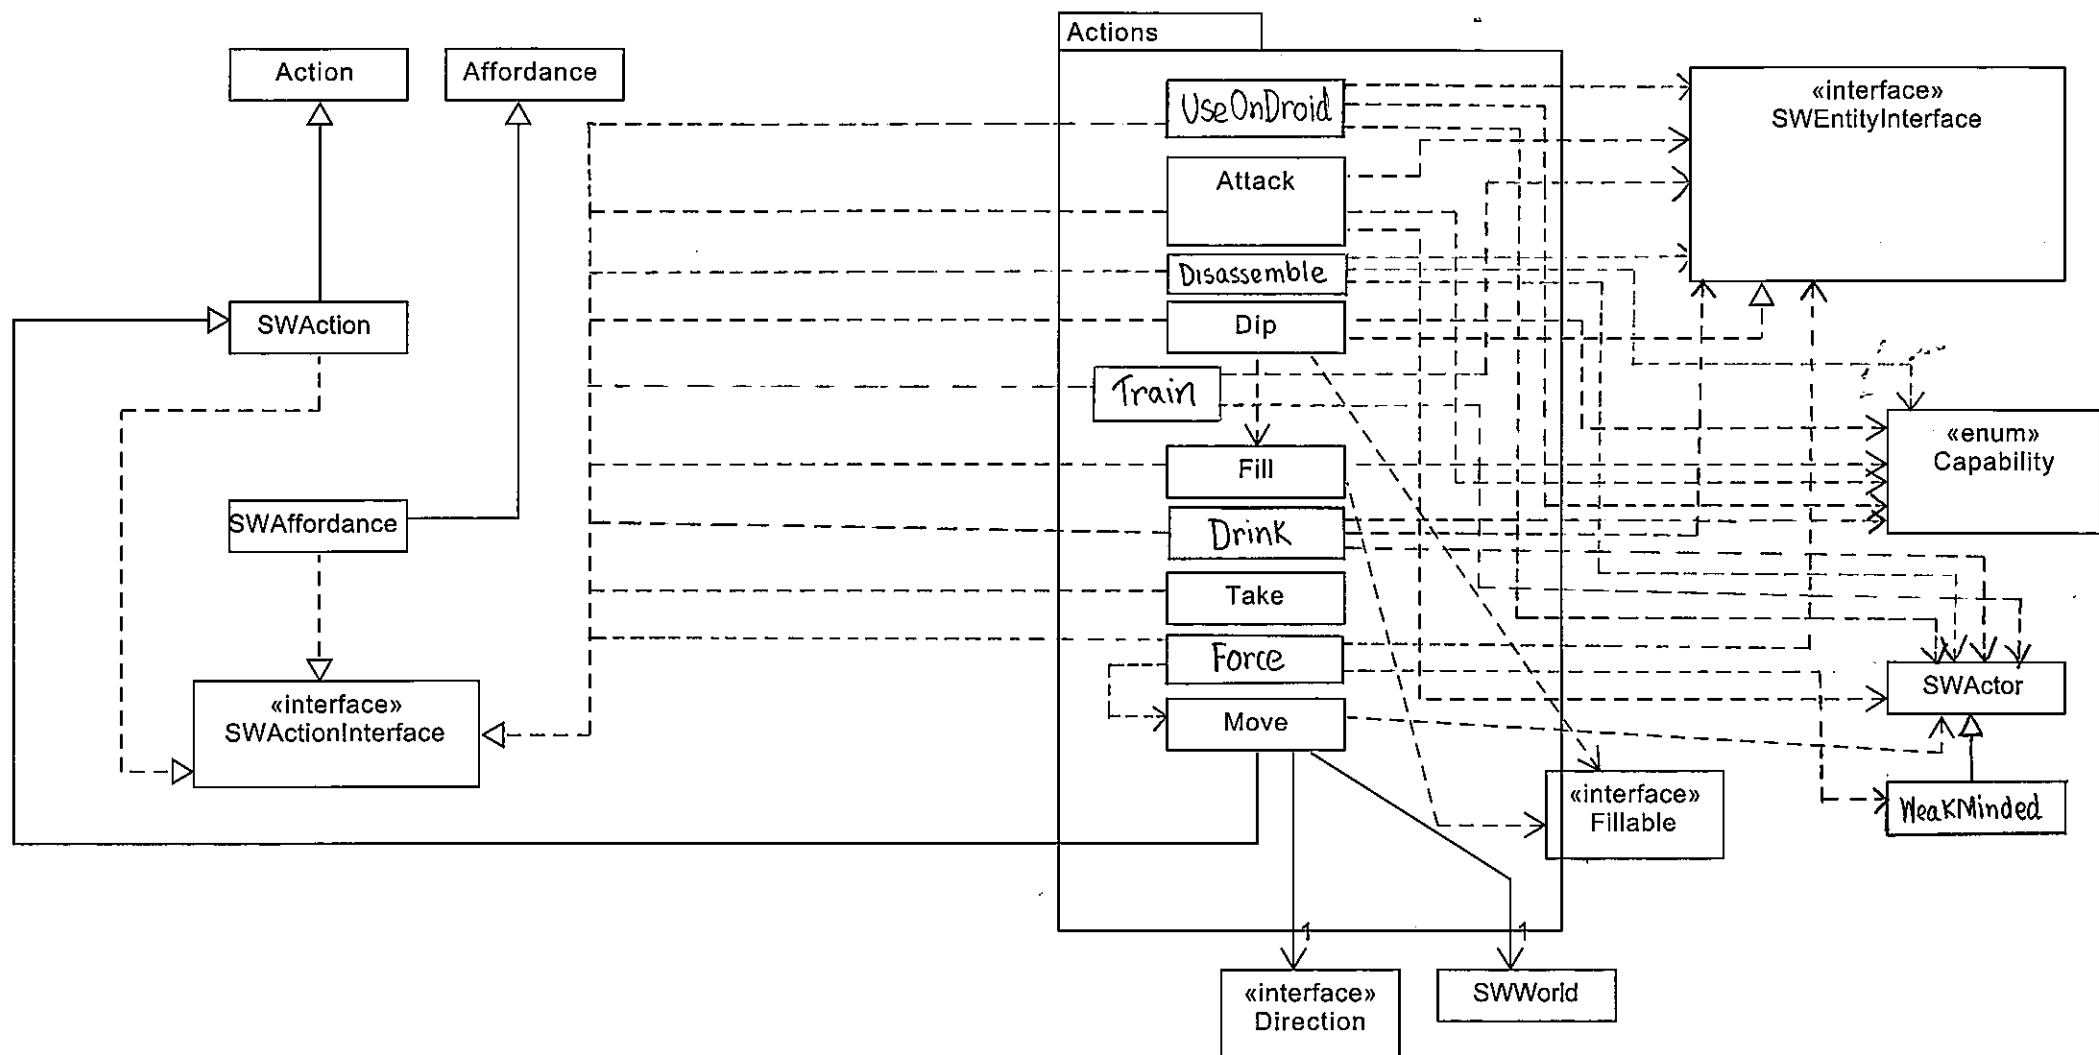 Actions
Action
Affordance
UseOnDroid
«interface»
SWEntityInterface
Attack
Disassemble
SWAction
Dip
Train
«enum»
Capability
Fill
SWAffordance
Drink
Take
Force
«interface»
SWActionInterface
SWActor
Move
«interface»
Fillable
WeakMinded
1
1
«interface»
Direction
SWWorld